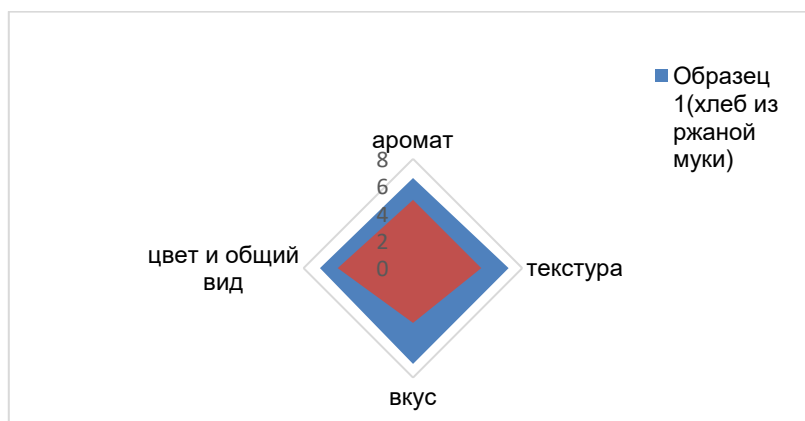 Образец
1(хлеб из
ржаной
муки)
аромат
8
6
4
2
0
цвет и общий
вид
текстура
вкус